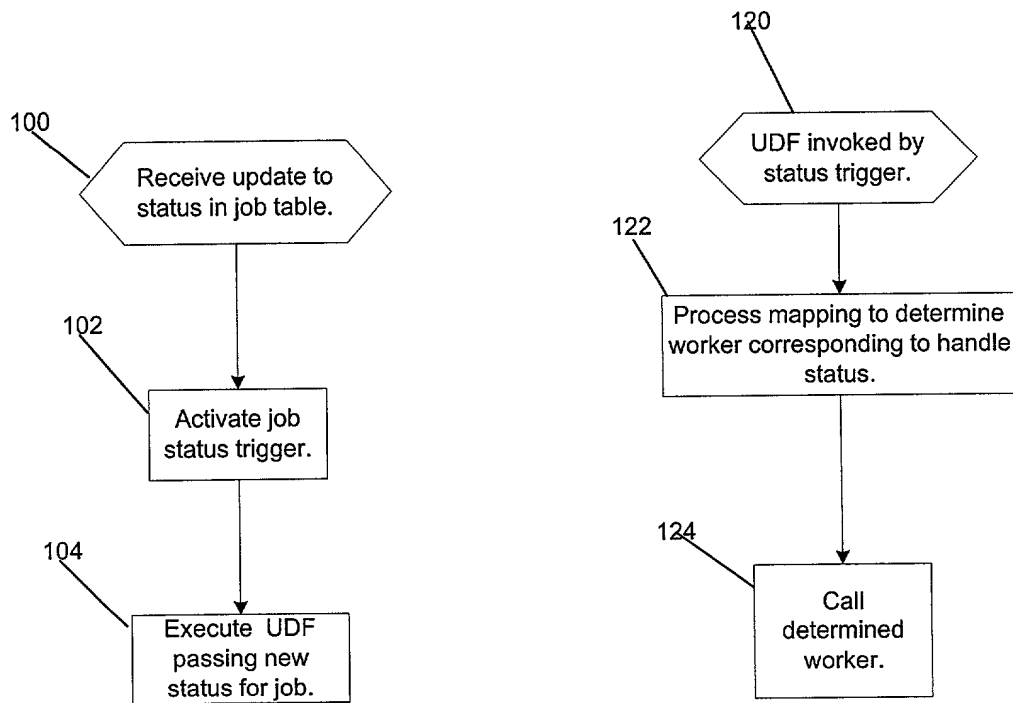 100
Receive update to
status in job table.
102
Activate job
status trigger.
104
Execute UDF
passing new
status for job.
120
UDF invoked by
status trigger.
122
Process mapping to determine
worker corresponding to handle
status.
124
Call
determined
worker.